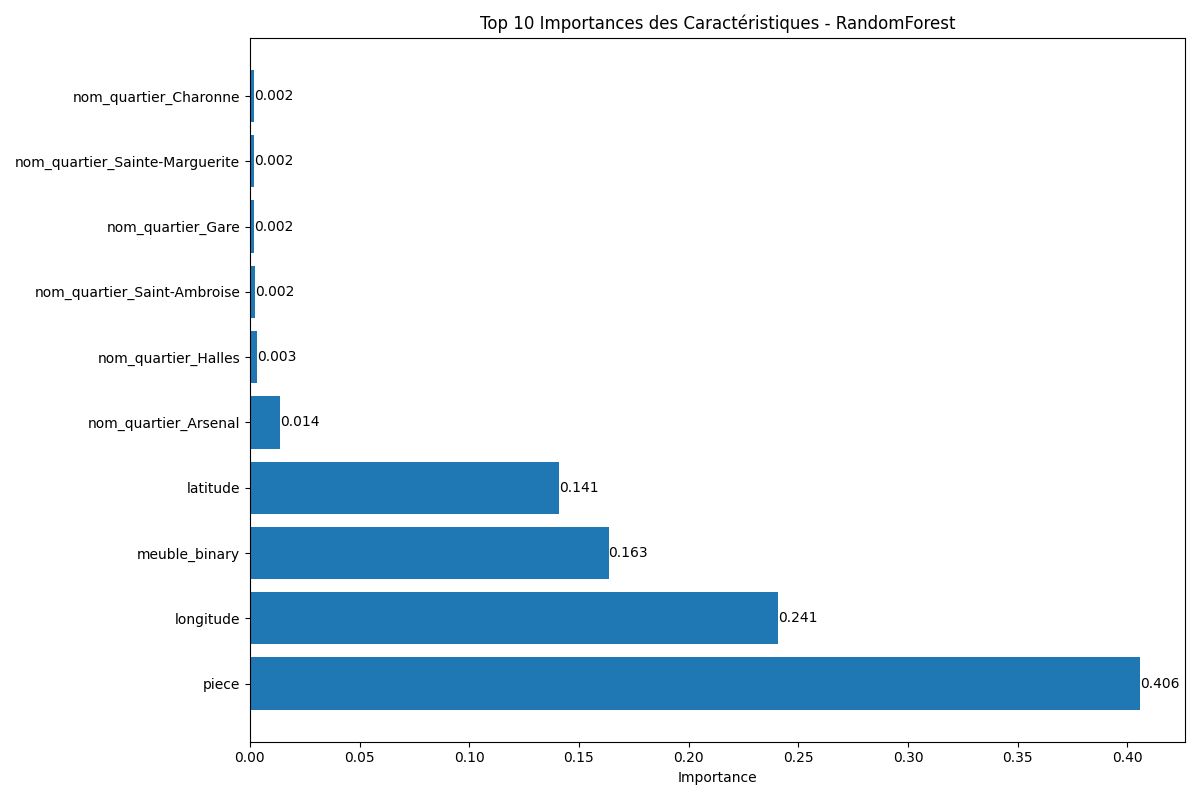 Top 10 Importances des Caractéristiques - RandomForest
nom_quartier_Charonne 0.002
nom_quartier_Sainte-Marguerite 0.002
nom_quartier_Gare 0.002
nom_quartier_Saint-Ambroise 0.002
nom_quartier_Halles 0.003
nom_quartier_Arsenal 0.014
latitude 0.141
meuble_binary 0.163
longitude 0.241
piece 0.406
0.00 0.05 0.10 0.15 0.20 0.25 0.30 0.35 0.40
Importance